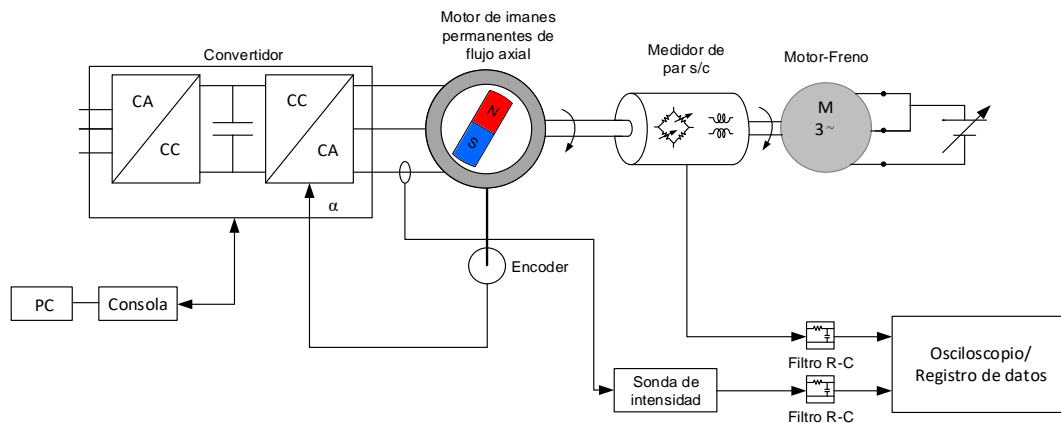 Motor de imanes
permanentes de
flujo axial
Convertidor
Medidor de
par s/c
Motor-Freno
CA
CC
CC
CA
N
S
M
3~
α
Encoder
PC
Consola
Filtro R-C
Sonda de
intensidad
Filtro R-C
Osciloscopio/
Registro de datos